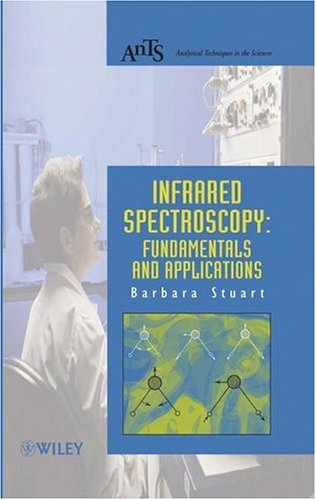 AnTS
Analytical Techniques in the Sciences
INFRARED
SPECTROSCOPY:
FUNDAMENTALS
AND APPLICATIONS
Barbara Stuart
WILEY